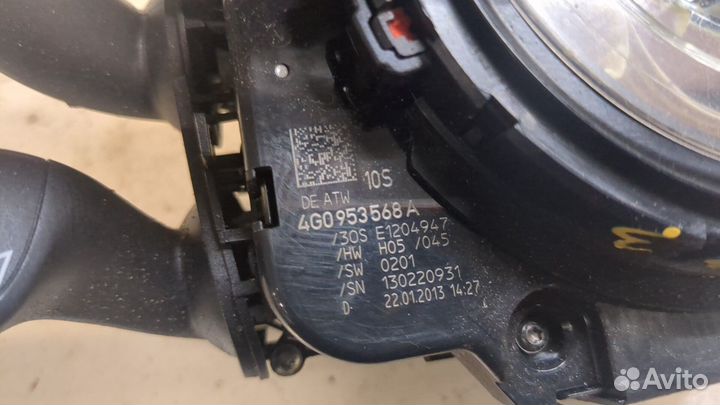 10S
DE ATW
4G0953568A
/30S E1204947
/HW H05 /045
/SW 0201
/SN 130220931
D 22.01.2013 14:27
Avito